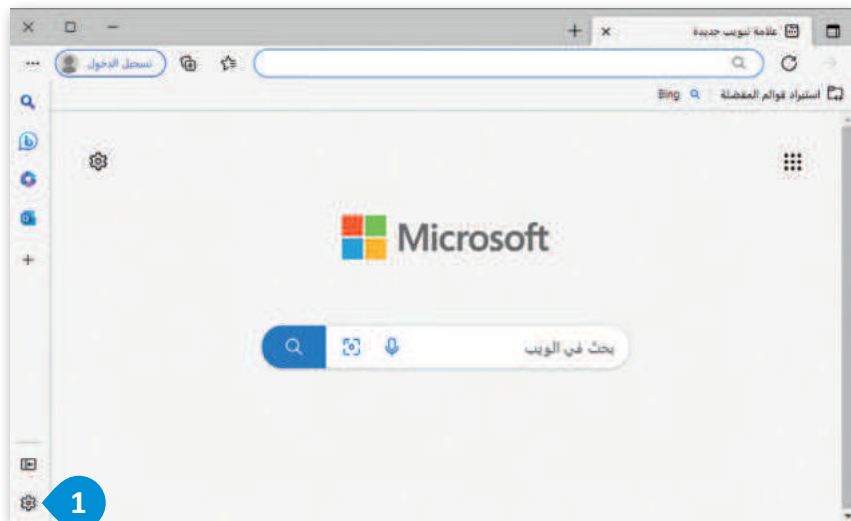 علامة تبويب جديدة
تسجيل الدخول
استيراد قوائم المفضلة
Bing
Microsoft
بحث في الويب
1